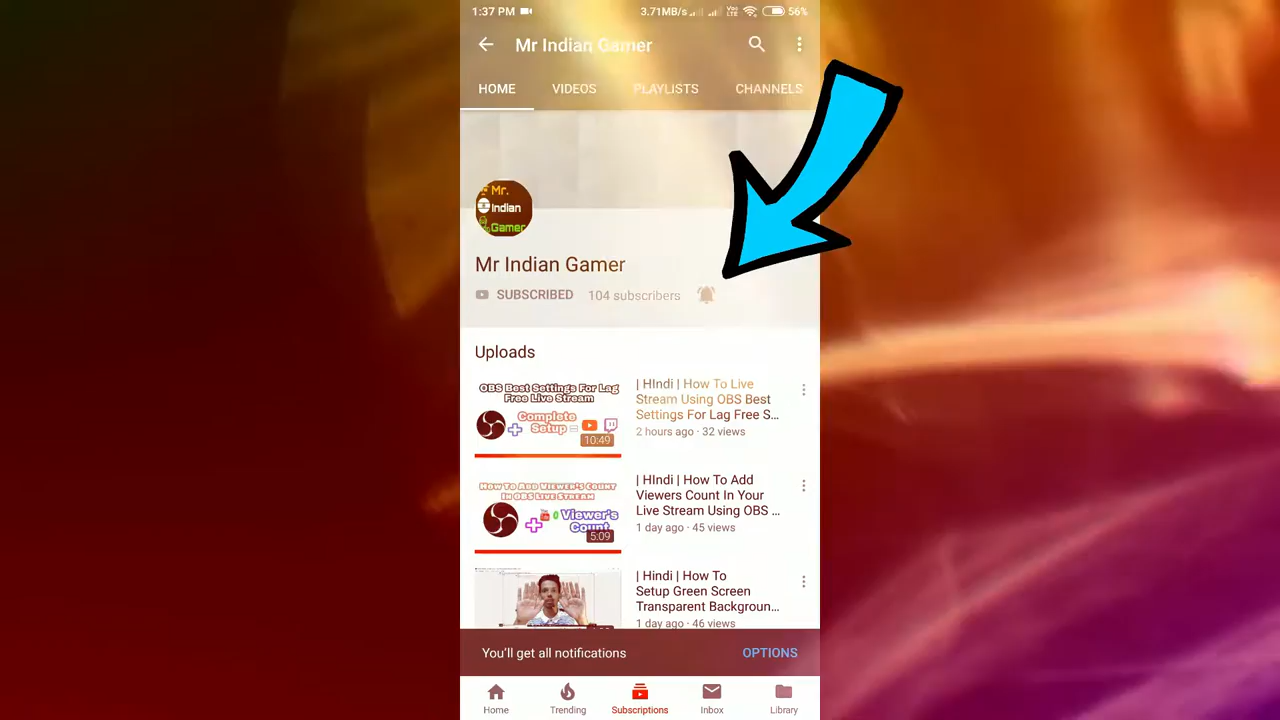 1:37 PM
3.71MB/s
Vo)
LTE
56%
Mr Indian Gamer
HOME
VIDEOS
PLAYLISTS
CHANNELS
Mr.
Indian
Gamer
Mr Indian Gamer
SUBSCRIBED
104 subscribers
Uploads
OBS Best Settings For Lag
Free Live Stream
Complete
Setup
10:49
| HIndi | How To Live
Stream Using OBS Best
Settings For Lag Free S...
2 hours ago · 32 views
How To Add Viewer's Count
In OBS Live Stream
Viewer's
Count
5:09
| HIndi | How To Add
Viewers Count In Your
Live Stream Using OBS ...
1 day ago · 45 views
| Hindi | How To
Setup Green Screen
Transparent Backgroun...
1 day ago · 46 views
You'll get all notifications
OPTIONS
Home
Trending
Subscriptions
Inbox
Library